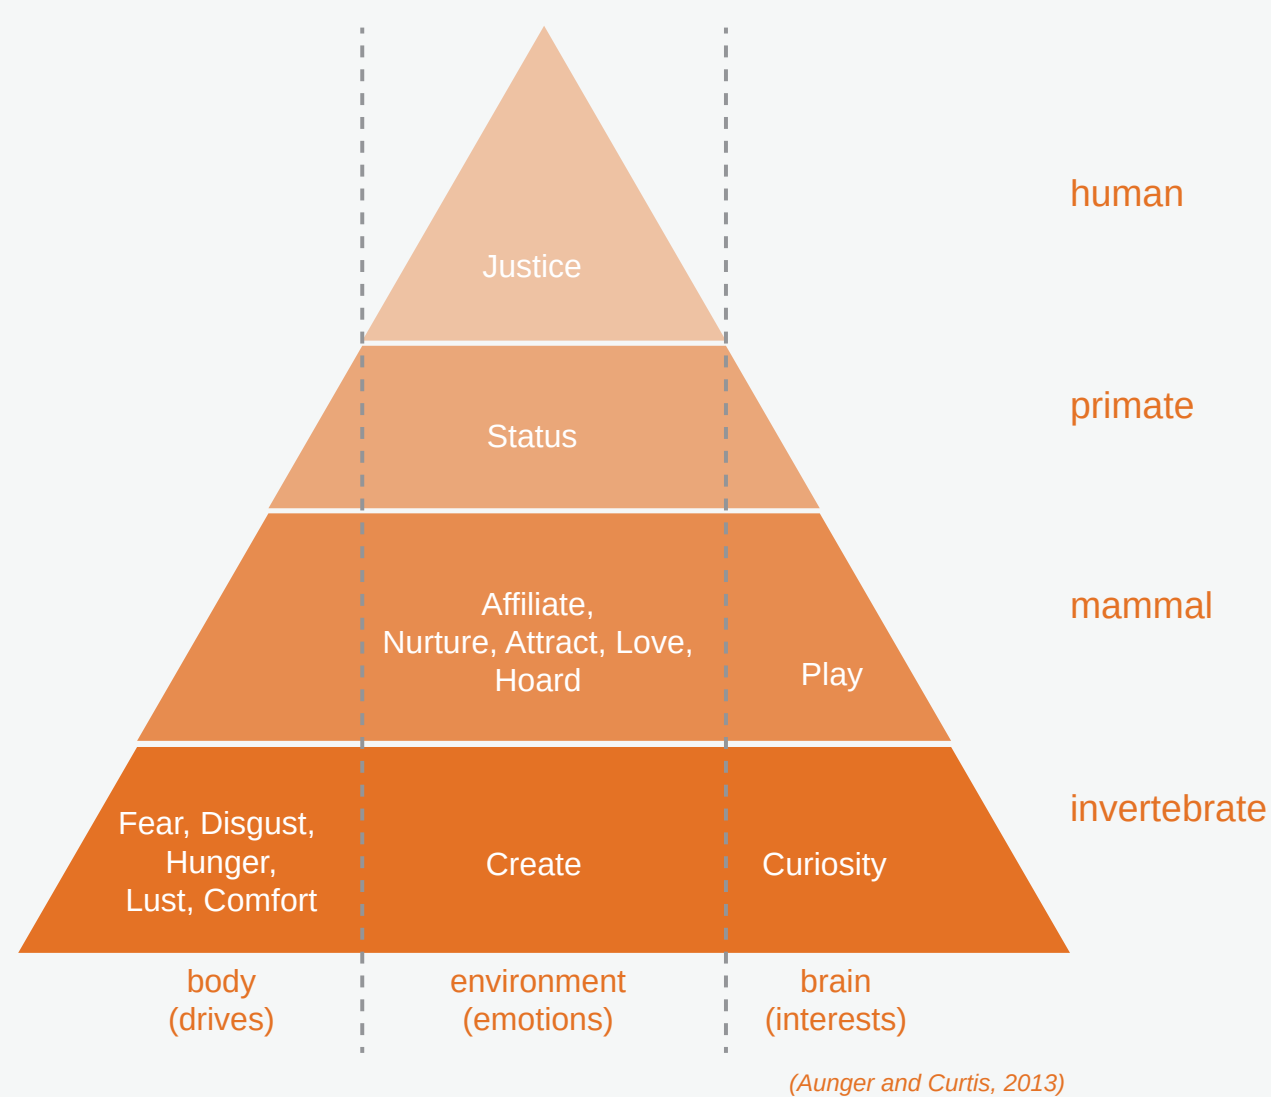 human
Justice
primate
Status
mammal
Affiliate,
Nurture, Attract, Love,
Hoard
Play
invertebrate
Fear, Disgust,
Hunger,
Lust, Comfort
Create
Curiosity
body
(drives)
environment
(emotions)
brain
(interests)
(Aunger and Curtis, 2013)